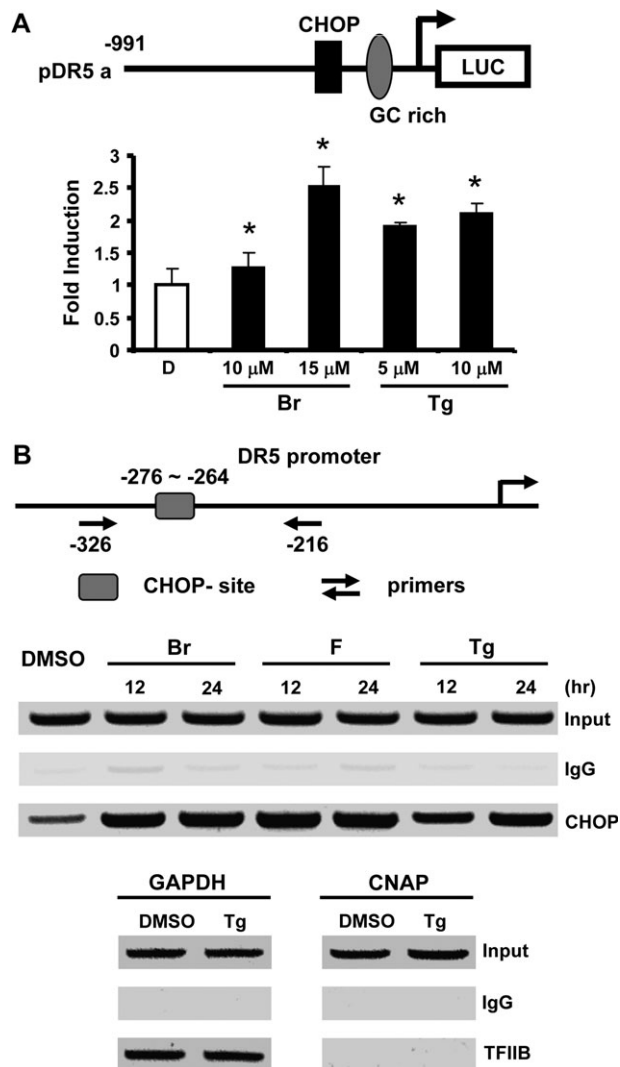 A
CHOP
-991
pDR5 a
LUC
GC rich
Fold Induction
3
2.5
2
1.5
1
0.5
0
* * * *
D 10 μM 15 μM 5 μM 10 μM
Br Tg
B
DR5 promoter
-276 ~ -264
-326 -216
CHOP- site primers
DMSO Br F Tg
12 24 12 24 12 24 (hr)
Input
IgG
CHOP
GAPDH CNAP
DMSO Tg DMSO Tg
Input
IgG
TFIIB